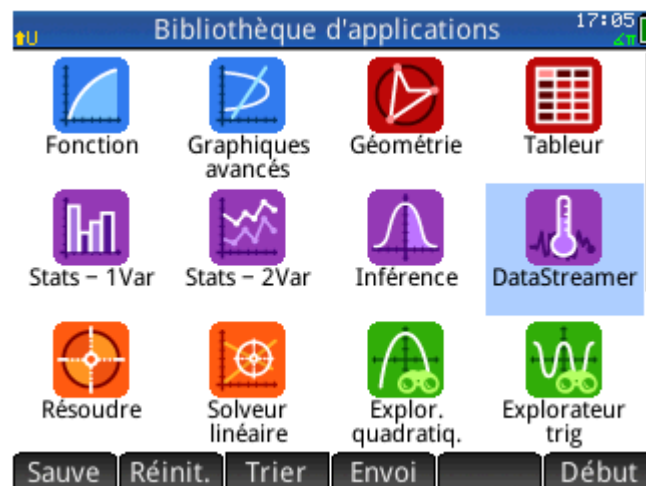 Bibliothèque d'applications
17:05
U
∡π
Fonction
Graphiques
avancés
Géométrie
Tableur
Stats – 1Var
Stats – 2Var
Inférence
DataStreamer
Résoudre
Solveur
linéaire
Explor.
quadratiq.
Explorateur
trig
Sauve
Réinit.
Trier
Envoi
Début